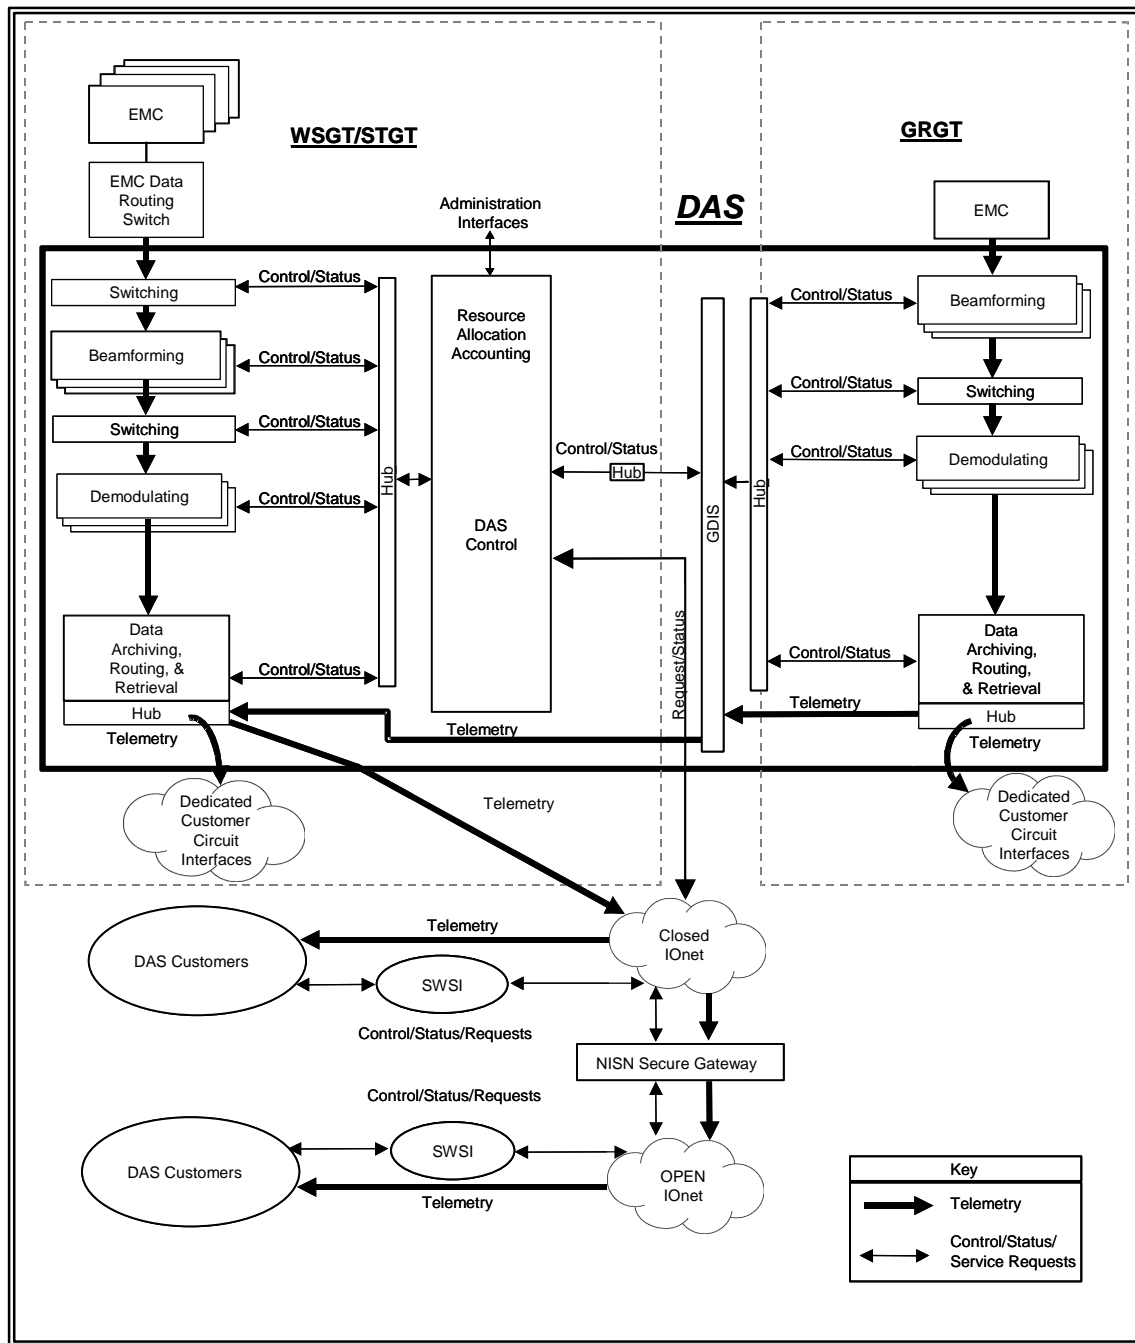 EMC
WSGT/STGT
GRGT
EMC Data
Routing
Switch
Administration
Interfaces
DAS
EMC
Switching
Control/Status
Resource
Allocation
Accounting
Control/Status
Beamforming
Beamforming
Control/Status
Switching
Control/Status
Control/Status
Switching
Demodulating
Control/Status
Hub
Control/Status
Hub
GDIS
Hub
Control/Status
Demodulating
DAS
Control
Data
Archiving,
Routing, &
Retrieval
Control/Status
Hub
Telemetry
Request/Status
Control/Status
Data
Archiving,
Routing,
& Retrieval
Hub
Telemetry
Telemetry
Telemetry
Dedicated
Customer
Circuit
Interfaces
Telemetry
Dedicated
Customer
Circuit
Interfaces
Telemetry
Closed
IOnet
DAS Customers
SWSI
Control/Status/Requests
NISN Secure Gateway
Control/Status/Requests
DAS Customers
SWSI
OPEN
IOnet
Telemetry
Key
Telemetry
Control/Status/
Service Requests